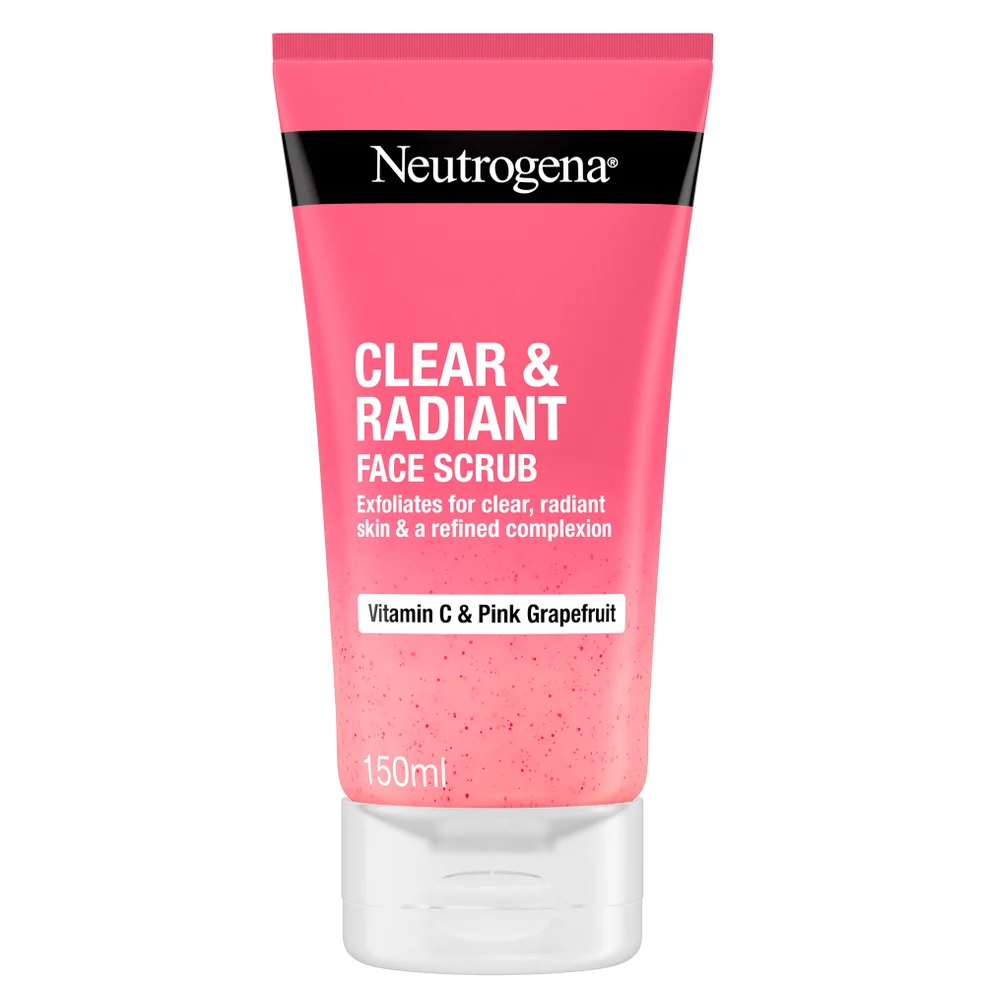 Neutrogena®
CLEAR &
RADIANT
FACE SCRUB
Exfoliates for clear, radiant
skin & a refined complexion
Vitamin C & Pink Grapefruit
150ml